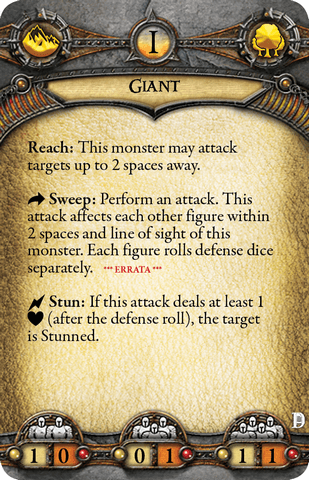 I
GIANT
Reach: This monster may attack
targets up to 2 spaces away.
Sweep: Perform an attack. This
attack affects each other figure within
2 spaces and line of sight of this
monster. Each figure rolls defense dice
separately. *** ERRATA ***
Stun: If this attack deals at least 1
(after the defense roll), the target
is Stunned.
1 0 0 1 1 1